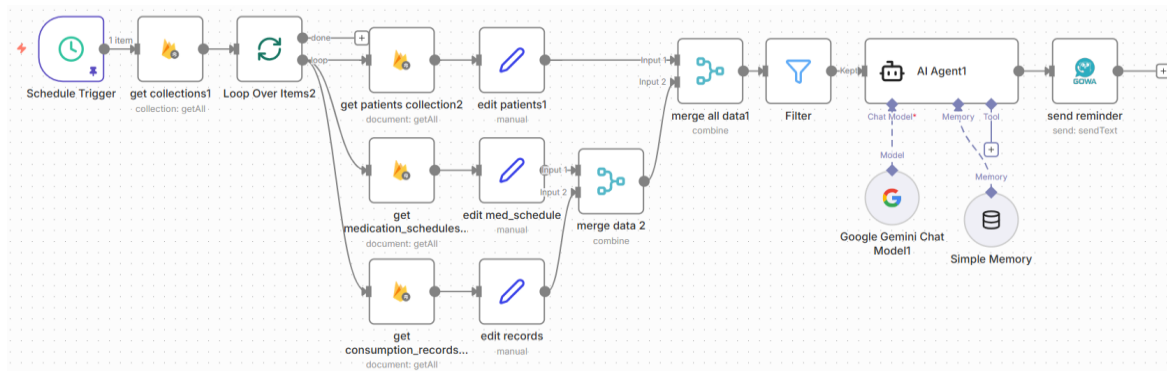 1 item
done
loop
Schedule Trigger
get collections1
collection: getAll
Loop Over Items2
get patients collection2
document: getAll
edit patients1
manual
Input 1
Input 2
merge all data1
combine
Filter
Kept
AI Agent1
Chat Model*
Memory
Tool
GOWA
send reminder
send: sendText
get
medication_schedules...
document: getAll
edit med_schedule
manual
Input 1
Input 2
merge data 2
combine
Model
Google Gemini Chat
Model1
Memory
Simple Memory
get
consumption_records...
document: getAll
edit records
manual